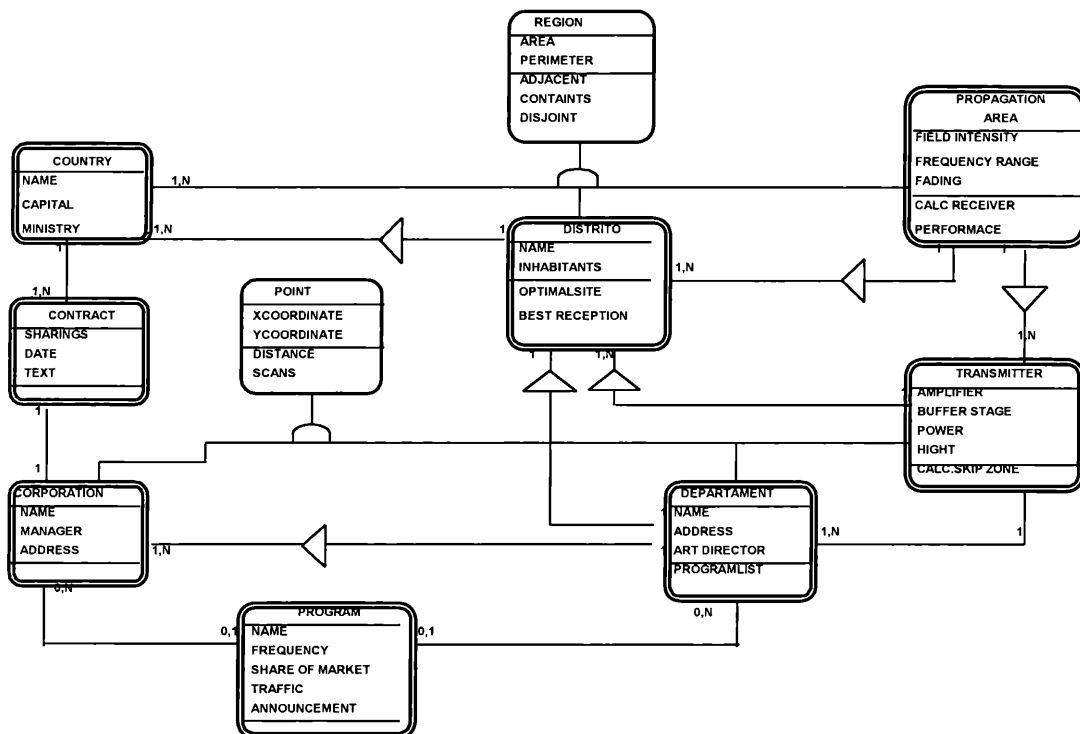 REGION
AREA
PERIMETER
ADJACENT
CONTAINTS
DISJOINT
PROPAGATION
AREA
FIELD INTENSITY
FREQUENCY RANGE
FADING
CALC RECEIVER
PERFORMACE
COUNTRY
NAME
CAPITAL
MINISTRY
1,N
1,N
1
1
1,N
DISTRITO
NAME
INHABITANTS
OPTIMALSITE
BEST RECEPTION
1,N
1
1
1,N
1
1,N
POINT
XCOORDINATE
YCOORDINATE
DISTANCE
SCANS
CONTRACT
SHARINGS
DATE
TEXT
1
1
TRANSMITTER
AMPLIFIER
BUFFER STAGE
POWER
HIGHT
CALC.SKIP ZONE
CORPORATION
NAME
MANAGER
ADDRESS
1,N
0,N
DEPARTAMENT
NAME
ADDRESS
ART DIRECTOR
PROGRAMLIST
1,N
1
0,N
PROGRAM
NAME
FREQUENCY
SHARE OF MARKET
TRAFFIC
ANNOUNCEMENT
0,1
0,1